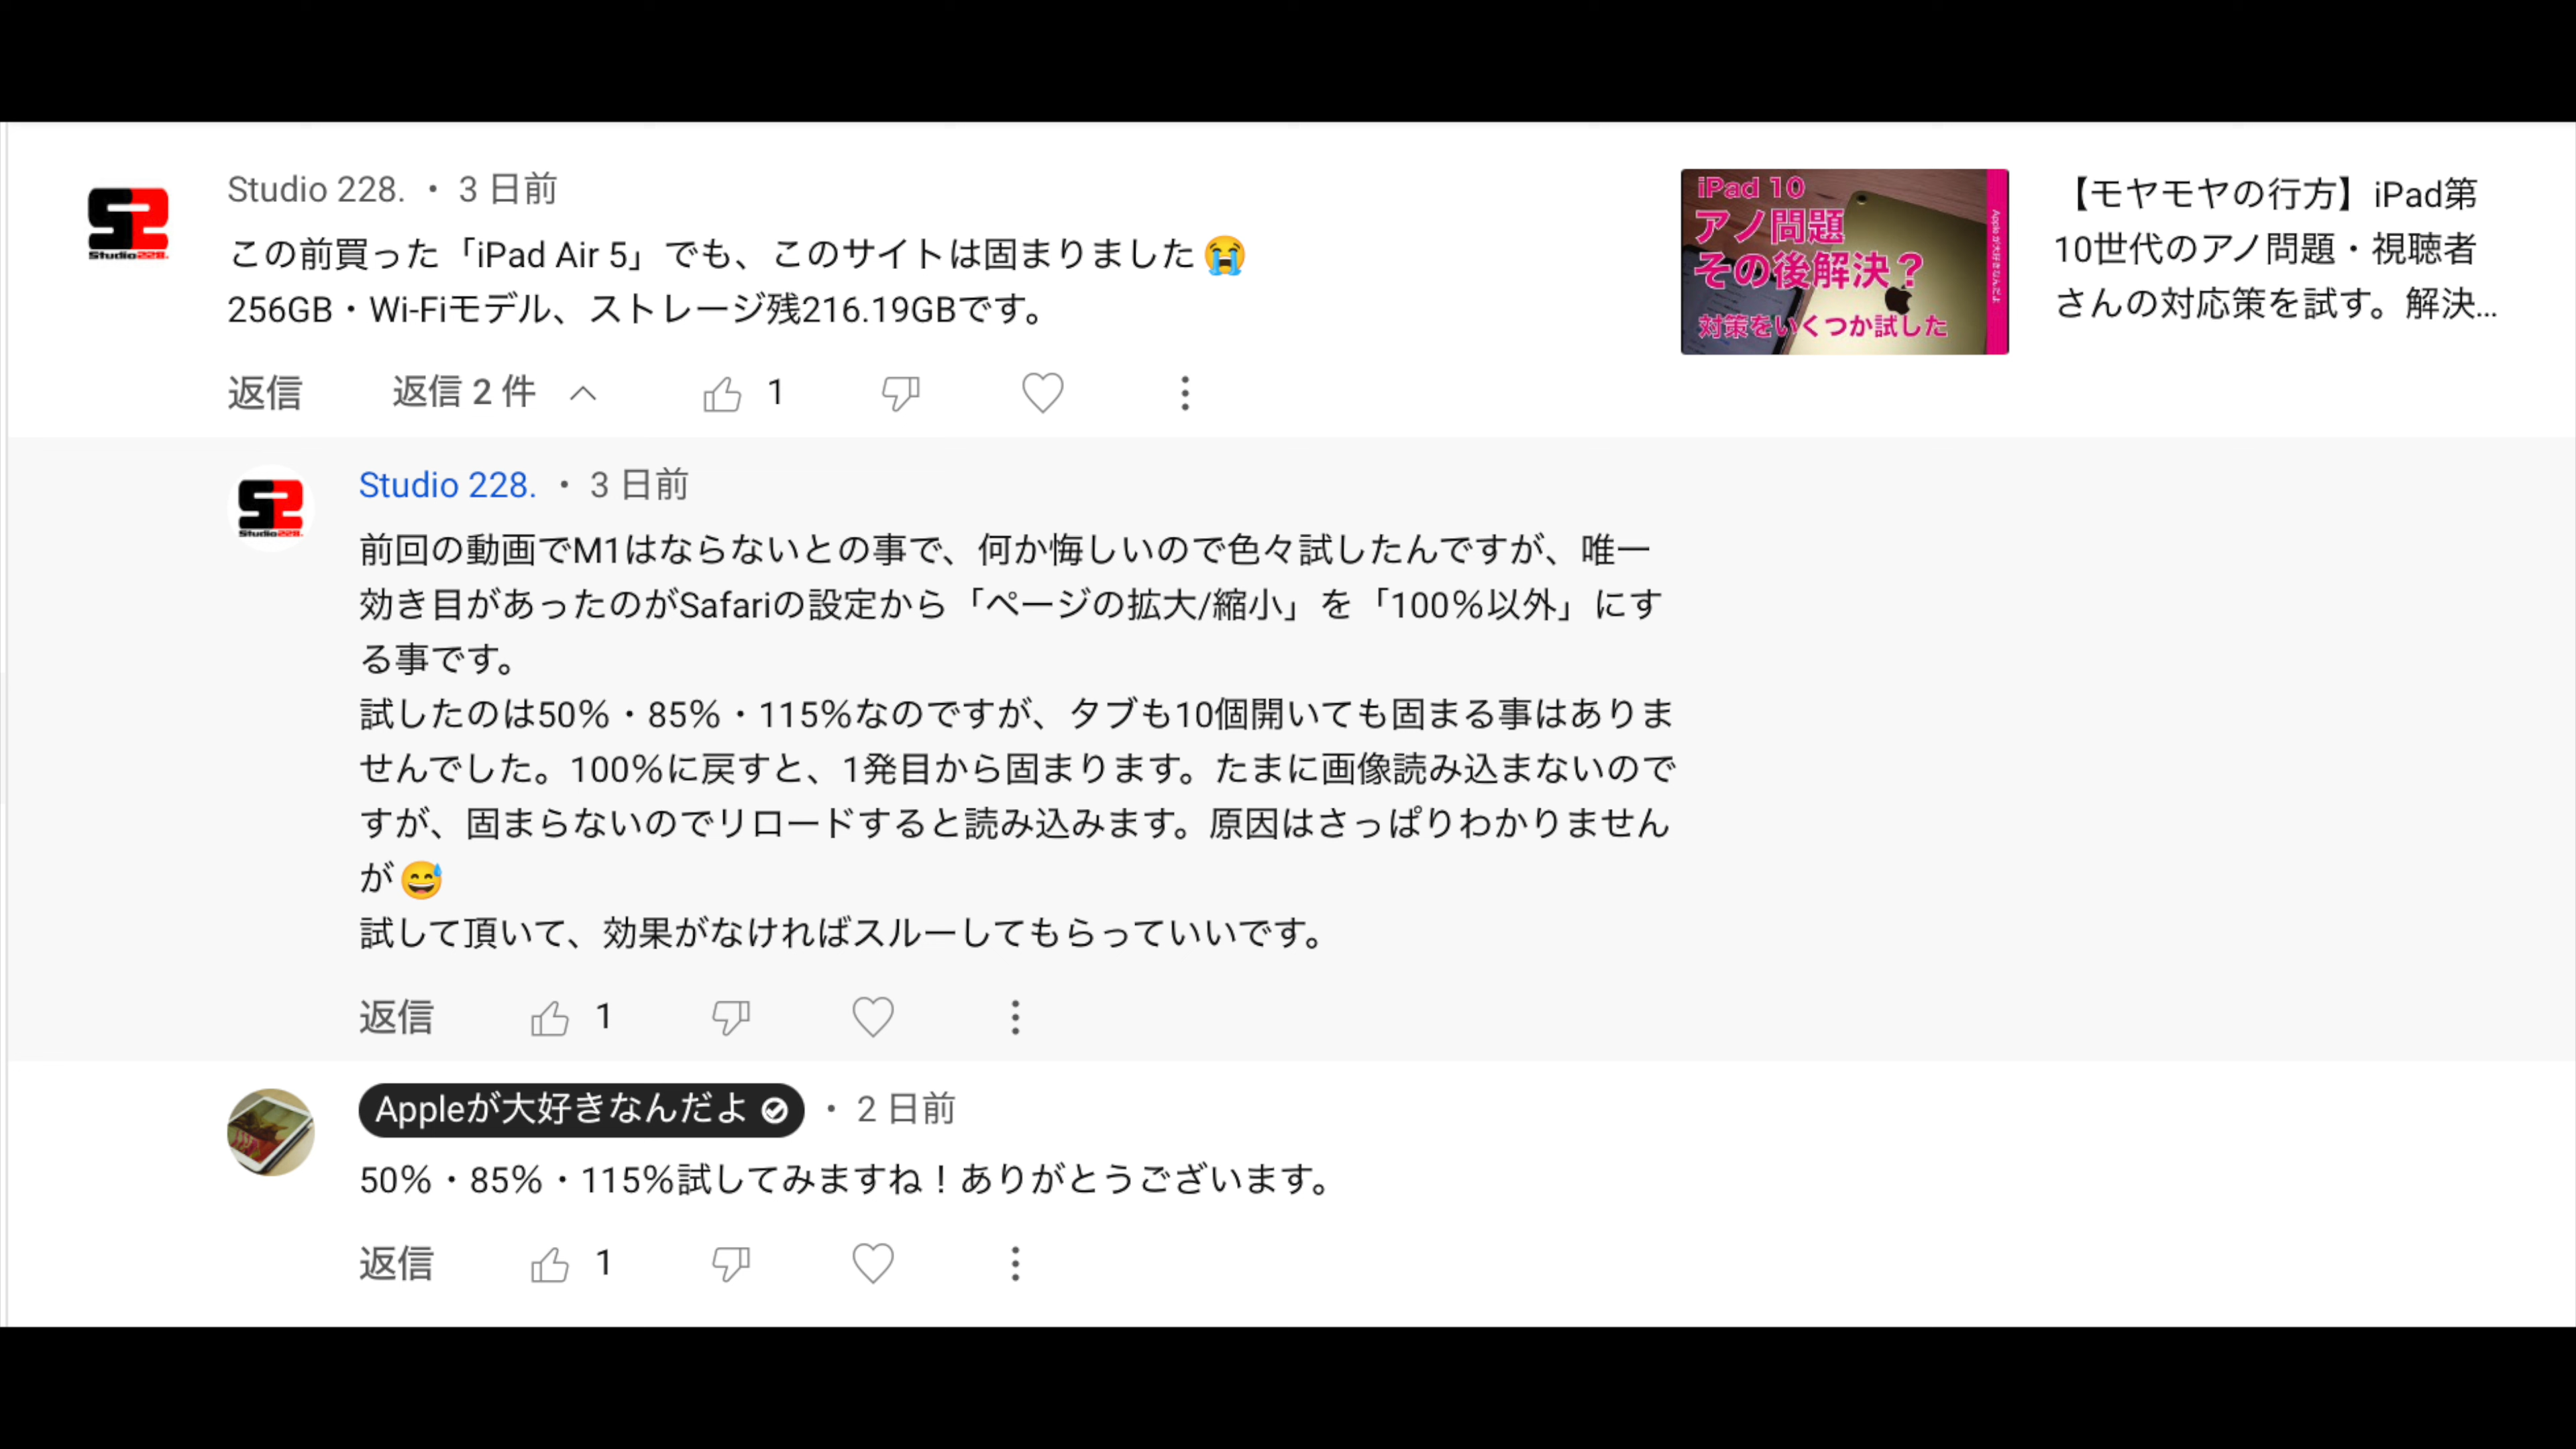 Studio 228. ・ 3 日前
この前買った「iPad Air 5」でも、このサイトは固まりました😭
256GB・Wi-Fiモデル、ストレージ残216.19GBです。
返信 返信 2 件 1
Studio228.
iPad 10
アノ問題
その後解決？
対策をいくつか試した
Appleが大好きなんだよ
【モヤモヤの行方】iPad第
10世代のアノ問題・視聴者
さんの対応策を試す。解決...
Studio 228. ・ 3 日前
Studio228.
前回の動画でM1はならないとの事で、何か悔しいので色々試したんですが、唯一
効き目があったのがSafariの設定から「ページの拡大/縮小」を「100％以外」にす
る事です。
試したのは50％・85％・115％なのですが、タブも10個開いても固まる事はありま
せんでした。100％に戻すと、1発目から固まります。たまに画像読み込まないので
すが、固まらないのでリロードすると読み込みます。原因はさっぱりわかりません
が😅
試して頂いて、効果がなければスルーしてもらっていいです。
返信 1
Appleが大好きなんだよ ・ 2 日前
50％・85％・115％試してみますね！ありがとうございます。
返信 1